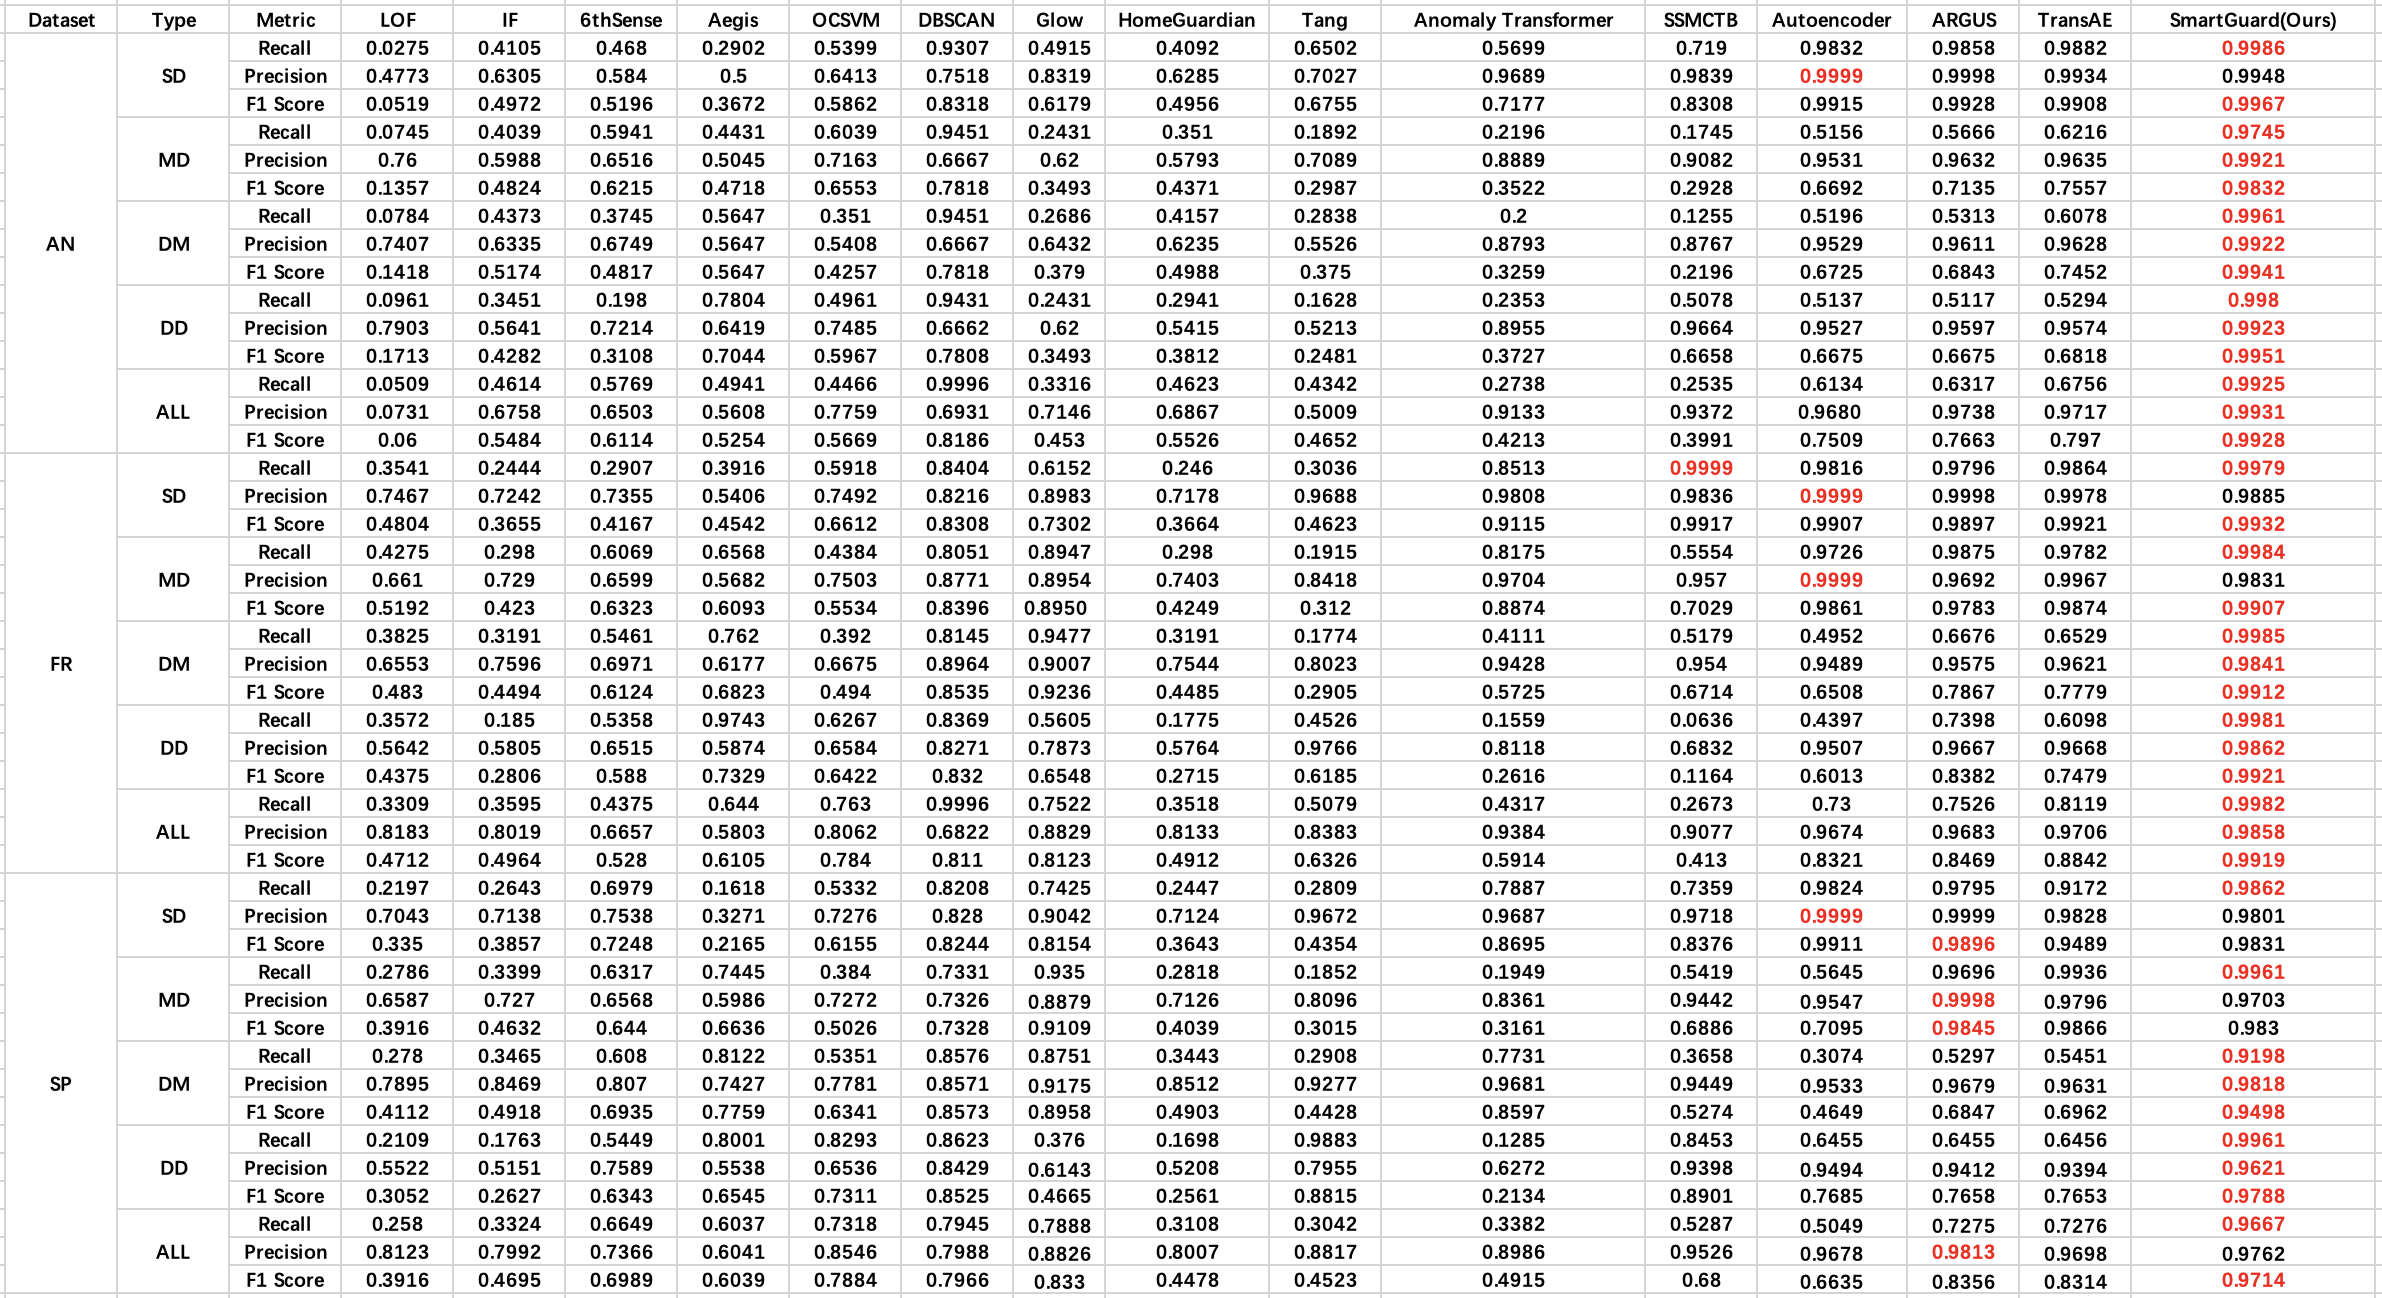 Dataset Type Metric LOF IF 6thSense Aegis OCSVM DBSCAN Glow HomeGuardian Tang Anomaly Transformer SSMCTB Autoencoder ARGUS TransAE SmartGuard(Ours)
AN SD Recall 0.0275 0.4105 0.468 0.2902 0.5399 0.9307 0.4915 0.4092 0.6502 0.5699 0.719 0.9832 0.9858 0.9882 0.9986
Precision 0.4773 0.6305 0.584 0.5 0.6413 0.7518 0.8319 0.6285 0.7027 0.9689 0.9839 0.9999 0.9998 0.9934 0.9948
F1 Score 0.0519 0.4972 0.5196 0.3672 0.5862 0.8318 0.6179 0.4956 0.6755 0.7177 0.8308 0.9915 0.9928 0.9908 0.9967
MD Recall 0.0745 0.4039 0.5941 0.4431 0.6039 0.9451 0.2431 0.351 0.1892 0.2196 0.1745 0.5156 0.5666 0.6216 0.9745
Precision 0.76 0.5988 0.6516 0.5045 0.7163 0.6667 0.62 0.5793 0.7089 0.8889 0.9082 0.9531 0.9632 0.9635 0.9921
F1 Score 0.1357 0.4824 0.6215 0.4718 0.6553 0.7818 0.3493 0.4371 0.2987 0.3522 0.2928 0.6692 0.7135 0.7557 0.9832
DM Recall 0.0784 0.4373 0.3745 0.5647 0.351 0.9451 0.2686 0.4157 0.2838 0.2 0.1255 0.5196 0.5313 0.6078 0.9961
Precision 0.7407 0.6335 0.6749 0.5647 0.5408 0.6667 0.6432 0.6235 0.5526 0.8793 0.8767 0.9529 0.9611 0.9628 0.9922
F1 Score 0.1418 0.5174 0.4817 0.5647 0.4257 0.7818 0.379 0.4988 0.375 0.3259 0.2196 0.6725 0.6843 0.7452 0.9941
DD Recall 0.0961 0.3451 0.198 0.7804 0.4961 0.9431 0.2431 0.2941 0.1628 0.2353 0.5078 0.5137 0.5117 0.5294 0.998
Precision 0.7903 0.5641 0.7214 0.6419 0.7485 0.6662 0.62 0.5415 0.5213 0.8955 0.9664 0.9527 0.9597 0.9574 0.9923
F1 Score 0.1713 0.4282 0.3108 0.7044 0.5967 0.7808 0.3493 0.3812 0.2481 0.3727 0.6658 0.6675 0.6675 0.6818 0.9951
ALL Recall 0.0509 0.4614 0.5769 0.4941 0.4466 0.9996 0.3316 0.4623 0.4342 0.2738 0.2535 0.6134 0.6317 0.6756 0.9925
Precision 0.0731 0.6758 0.6503 0.5608 0.7759 0.6931 0.7146 0.6867 0.5009 0.9133 0.9372 0.9680 0.9738 0.9717 0.9931
F1 Score 0.06 0.5484 0.6114 0.5254 0.5669 0.8186 0.453 0.5526 0.4652 0.4213 0.3991 0.7509 0.7663 0.797 0.9928
FR SD Recall 0.3541 0.2444 0.2907 0.3916 0.5918 0.8404 0.6152 0.246 0.3036 0.8513 0.9999 0.9816 0.9796 0.9864 0.9979
Precision 0.7467 0.7242 0.7355 0.5406 0.7492 0.8216 0.8983 0.7178 0.9688 0.9808 0.9836 0.9999 0.9998 0.9978 0.9885
F1 Score 0.4804 0.3655 0.4167 0.4542 0.6612 0.8308 0.7302 0.3664 0.4623 0.9115 0.9917 0.9907 0.9897 0.9921 0.9932
MD Recall 0.4275 0.298 0.6069 0.6568 0.4384 0.8051 0.8947 0.298 0.1915 0.8175 0.5554 0.9726 0.9875 0.9782 0.9984
Precision 0.661 0.729 0.6599 0.5682 0.7503 0.8771 0.8954 0.7403 0.8418 0.9704 0.957 0.9999 0.9692 0.9967 0.9831
F1 Score 0.5192 0.423 0.6323 0.6093 0.5534 0.8396 0.8950 0.4249 0.312 0.8874 0.7029 0.9861 0.9783 0.9874 0.9907
DM Recall 0.3825 0.3191 0.5461 0.762 0.392 0.8145 0.9477 0.3191 0.1774 0.4111 0.5179 0.4952 0.6676 0.6529 0.9985
Precision 0.6553 0.7596 0.6971 0.6177 0.6675 0.8964 0.9007 0.7544 0.8023 0.9428 0.954 0.9489 0.9575 0.9621 0.9841
F1 Score 0.483 0.4494 0.6124 0.6823 0.494 0.8535 0.9236 0.4485 0.2905 0.5725 0.6714 0.6508 0.7867 0.7779 0.9912
DD Recall 0.3572 0.185 0.5358 0.9743 0.6267 0.8369 0.5605 0.1775 0.4526 0.1559 0.0636 0.4397 0.7398 0.6098 0.9981
Precision 0.5642 0.5805 0.6515 0.5874 0.6584 0.8271 0.7873 0.5764 0.9766 0.8118 0.6832 0.9507 0.9667 0.9668 0.9862
F1 Score 0.4375 0.2806 0.588 0.7329 0.6422 0.832 0.6548 0.2715 0.6185 0.2616 0.1164 0.6013 0.8382 0.7479 0.9921
ALL Recall 0.3309 0.3595 0.4375 0.644 0.763 0.9996 0.7522 0.3518 0.5079 0.4317 0.2673 0.73 0.7526 0.8119 0.9982
Precision 0.8183 0.8019 0.6657 0.5803 0.8062 0.6822 0.8829 0.8133 0.8383 0.9384 0.9077 0.9674 0.9683 0.9706 0.9858
F1 Score 0.4712 0.4964 0.528 0.6105 0.784 0.811 0.8123 0.4912 0.6326 0.5914 0.413 0.8321 0.8469 0.8842 0.9919
SP SD Recall 0.2197 0.2643 0.6979 0.1618 0.5332 0.8208 0.7425 0.2447 0.2809 0.7887 0.7359 0.9824 0.9795 0.9172 0.9862
Precision 0.7043 0.7138 0.7538 0.3271 0.7276 0.828 0.9042 0.7124 0.9672 0.9687 0.9718 0.9999 0.9999 0.9828 0.9801
F1 Score 0.335 0.3857 0.7248 0.2165 0.6155 0.8244 0.8154 0.3643 0.4354 0.8695 0.8376 0.9911 0.9896 0.9489 0.9831
MD Recall 0.2786 0.3399 0.6317 0.7445 0.384 0.7331 0.935 0.2818 0.1852 0.1949 0.5419 0.5645 0.9696 0.9936 0.9961
Precision 0.6587 0.727 0.6568 0.5986 0.7272 0.7326 0.8879 0.7126 0.8096 0.8361 0.9442 0.9547 0.9998 0.9796 0.9703
F1 Score 0.3916 0.4632 0.644 0.6636 0.5026 0.7328 0.9109 0.4039 0.3015 0.3161 0.6886 0.7095 0.9845 0.9866 0.983
DM Recall 0.278 0.3465 0.608 0.8122 0.5351 0.8576 0.8751 0.3443 0.2908 0.7731 0.3658 0.3074 0.5297 0.5451 0.9198
Precision 0.7895 0.8469 0.807 0.7427 0.7781 0.8571 0.9175 0.8512 0.9277 0.9681 0.9449 0.9533 0.9679 0.9631 0.9818
F1 Score 0.4112 0.4918 0.6935 0.7759 0.6341 0.8573 0.8958 0.4903 0.4428 0.8597 0.5274 0.4649 0.6847 0.6962 0.9498
DD Recall 0.2109 0.1763 0.5449 0.8001 0.8293 0.8623 0.376 0.1698 0.9883 0.1285 0.8453 0.6455 0.6455 0.6456 0.9961
Precision 0.5522 0.5151 0.7589 0.5538 0.6536 0.8429 0.6143 0.5208 0.7955 0.6272 0.9398 0.9494 0.9412 0.9394 0.9621
F1 Score 0.3052 0.2627 0.6343 0.6545 0.7311 0.8525 0.4665 0.2561 0.8815 0.2134 0.8901 0.7685 0.7658 0.7653 0.9788
ALL Recall 0.258 0.3324 0.6649 0.6037 0.7318 0.7945 0.7888 0.3108 0.3042 0.3382 0.5287 0.5049 0.7275 0.7276 0.9667
Precision 0.8123 0.7992 0.7366 0.6041 0.8546 0.7988 0.8826 0.8007 0.8817 0.8986 0.9526 0.9678 0.9813 0.9698 0.9762
F1 Score 0.3916 0.4695 0.6989 0.6039 0.7884 0.7966 0.833 0.4478 0.4523 0.4915 0.68 0.6635 0.8356 0.8314 0.9714